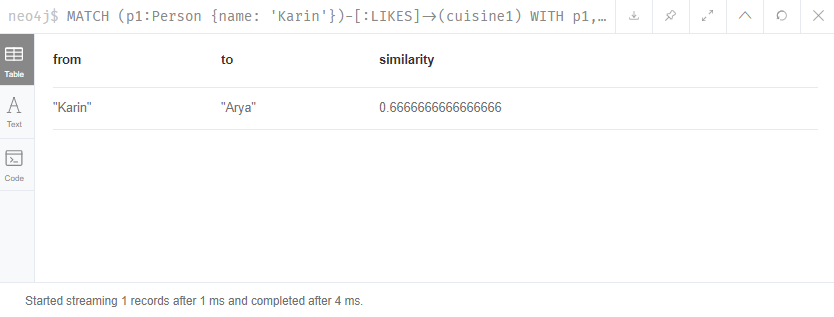 neo4j$ MATCH (p1:Person {name: 'Karin'})-[:LIKES]→(cuisine1) WITH p1,…
Table
Text
Code
from to similarity
"Karin" "Arya" 0.6666666666666666
Started streaming 1 records after 1 ms and completed after 4 ms.